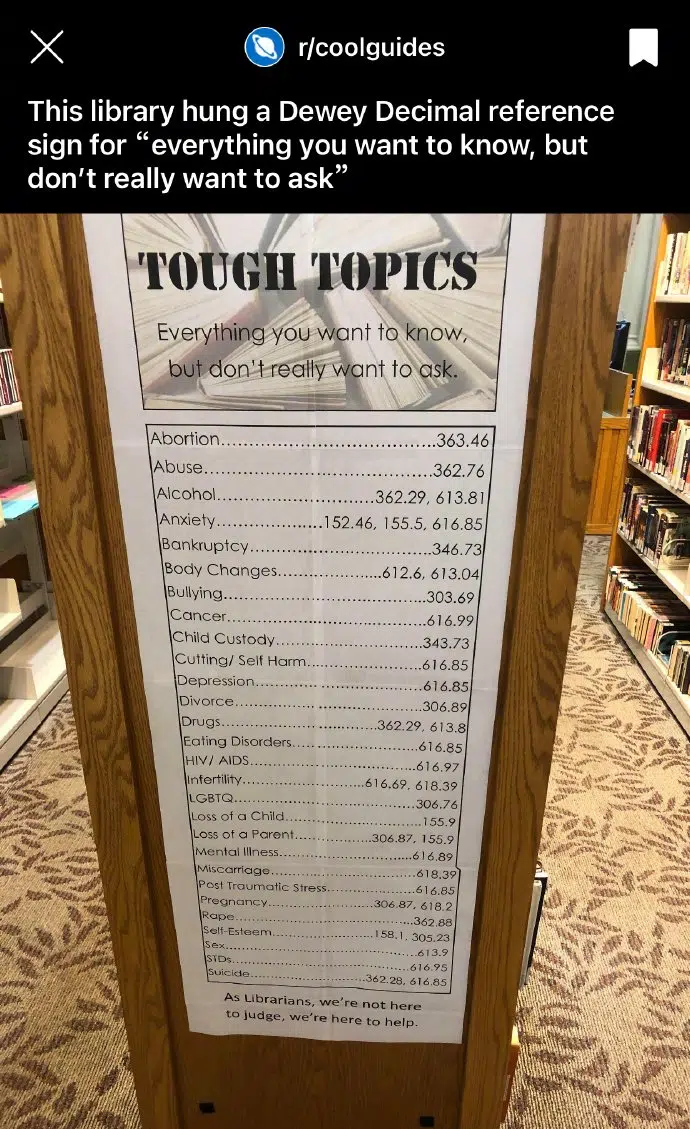 r/coolguides
This library hung a Dewey Decimal reference
sign for “everything you want to know, but
don’t really want to ask”
TOUGH TOPICS
Everything you want to know,
but don't really want to ask.
Abortion..........................................363.46
Abuse..........................................362.76
Alcohol..............................362.29, 613.81
Anxiety....................152.46, 155.5, 616.85
Bankruptcy..................................346.73
Body Changes....................612.6, 613.04
Bullying..........................................303.69
Cancer..........................................616.99
Child Custody..............................343.73
Cutting/ Self Harm......................616.85
Depression..................................616.85
Divorce..........................................306.89
Drugs..............................362.29, 613.8
Eating Disorders..........................616.85
HIV/ AIDS......................................616.97
Infertility......................616.69, 618.39
LGBTQ..........................................306.76
Loss of a Child..............................155.9
Loss of a Parent................306.87, 155.9
Mental Illness..............................616.89
Miscarriage..................................618.39
Post Traumatic Stress..................616.85
Pregnancy......................306.87, 618.2
Rape..........................................362.88
Self-Esteem......................158.1, 305.23
Sex..............................................613.9
STDs..........................................616.95
Suicide..........................362.28, 616.85
As Librarians, we're not here
to judge, we're here to help.